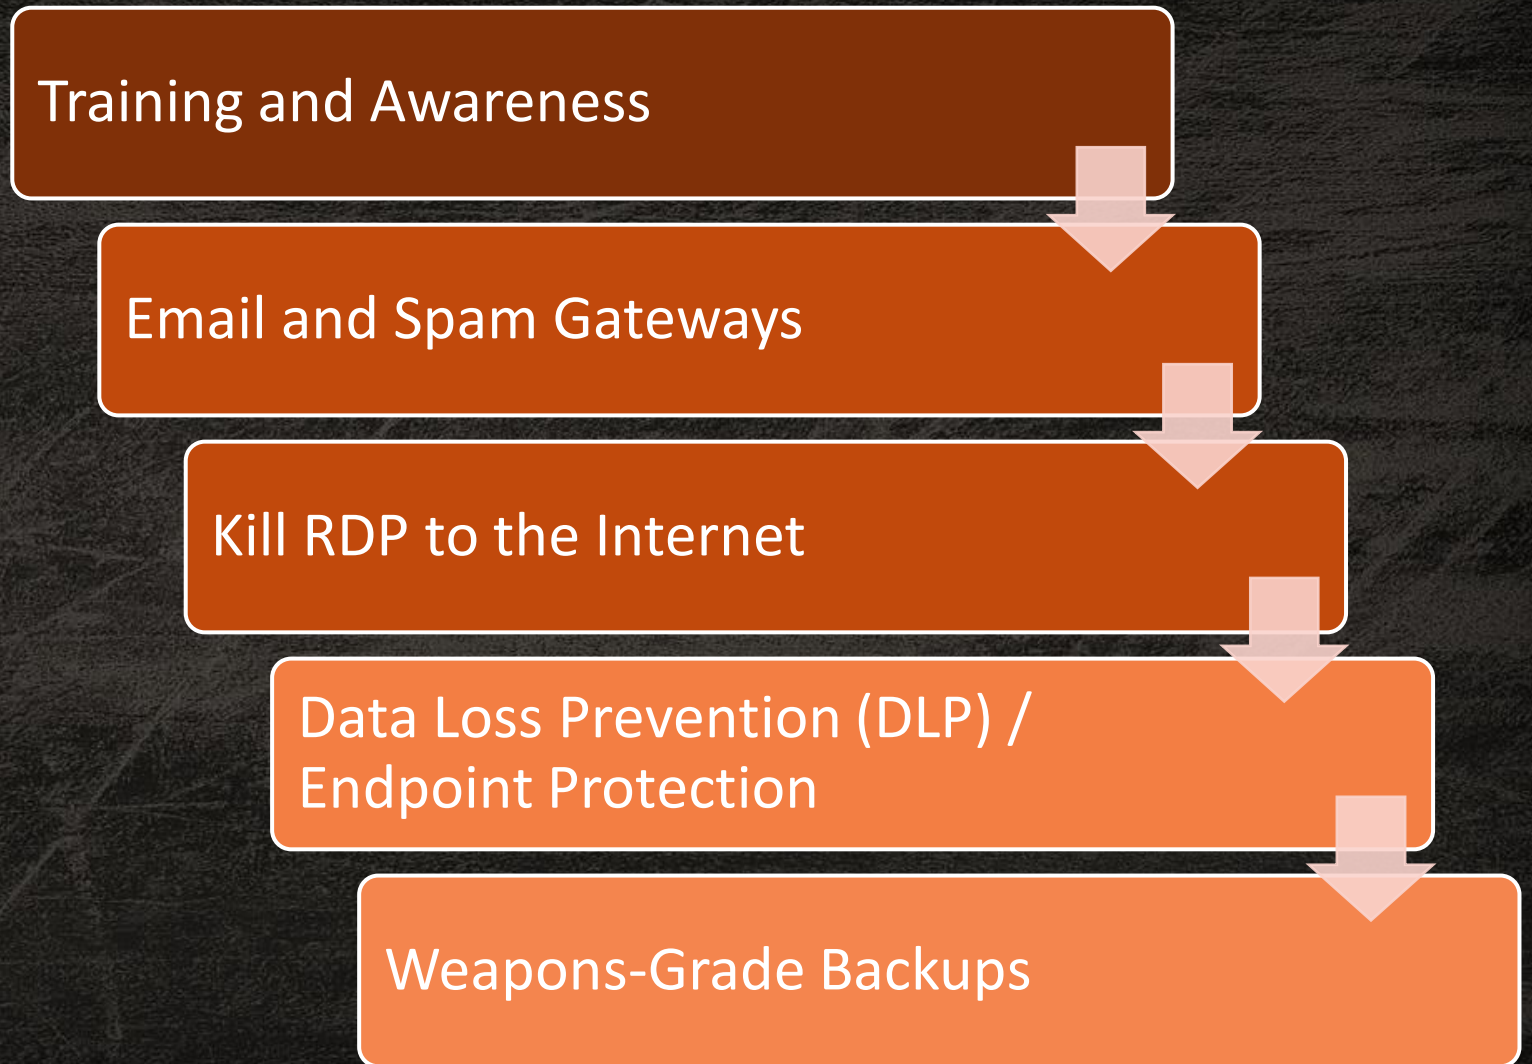 Training and Awareness
Email and Spam Gateways
Kill RDP to the Internet
Data Loss Prevention (DLP) /
Endpoint Protection
Weapons-Grade Backups